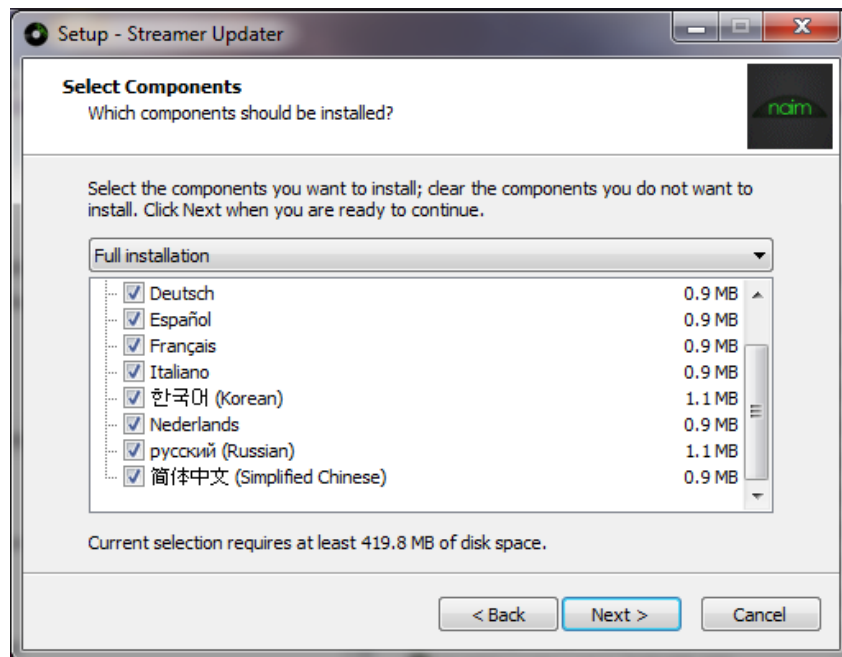 Setup - Streamer Updater
Select Components
Which components should be installed?
naim
Select the components you want to install; clear the components you do not want to
install. Click Next when you are ready to continue.
Full installation
Deutsch 0.9 MB
Español 0.9 MB
Français 0.9 MB
Italiano 0.9 MB
한국어 (Korean) 1.1 MB
Nederlands 0.9 MB
русский (Russian) 1.1 MB
简体中文 (Simplified Chinese) 0.9 MB
Current selection requires at least 419.8 MB of disk space.
< Back Next > Cancel